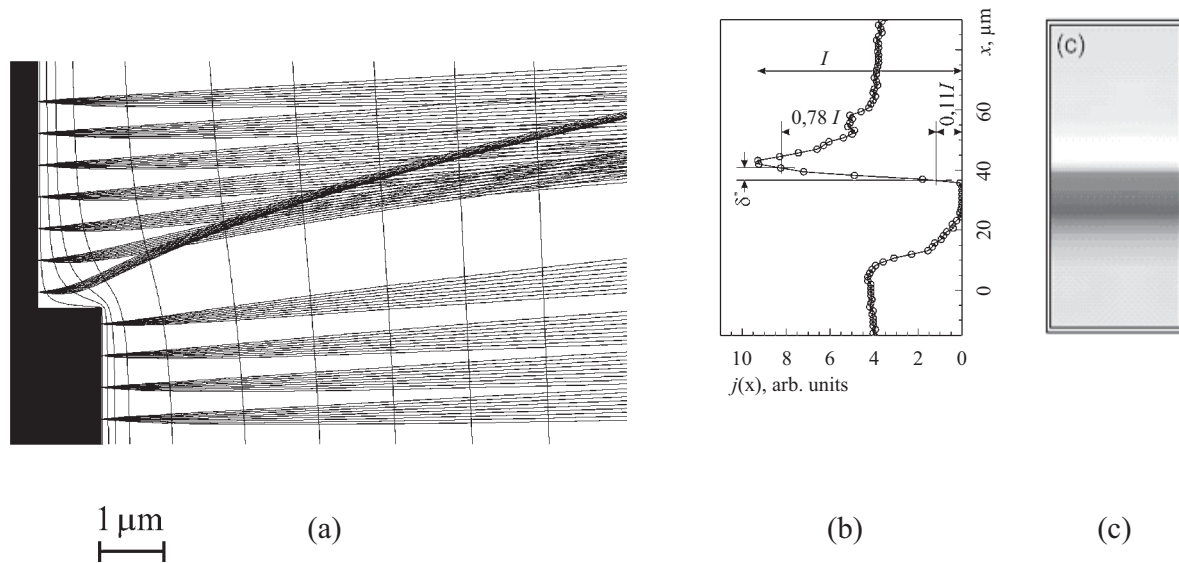 1 μm
(a)
I
0,78 I
0,11I
δ*
x, μm
60
40
20
0
10 8 6 4 2 0
j(x), arb. units
(b)
(c)
(c)